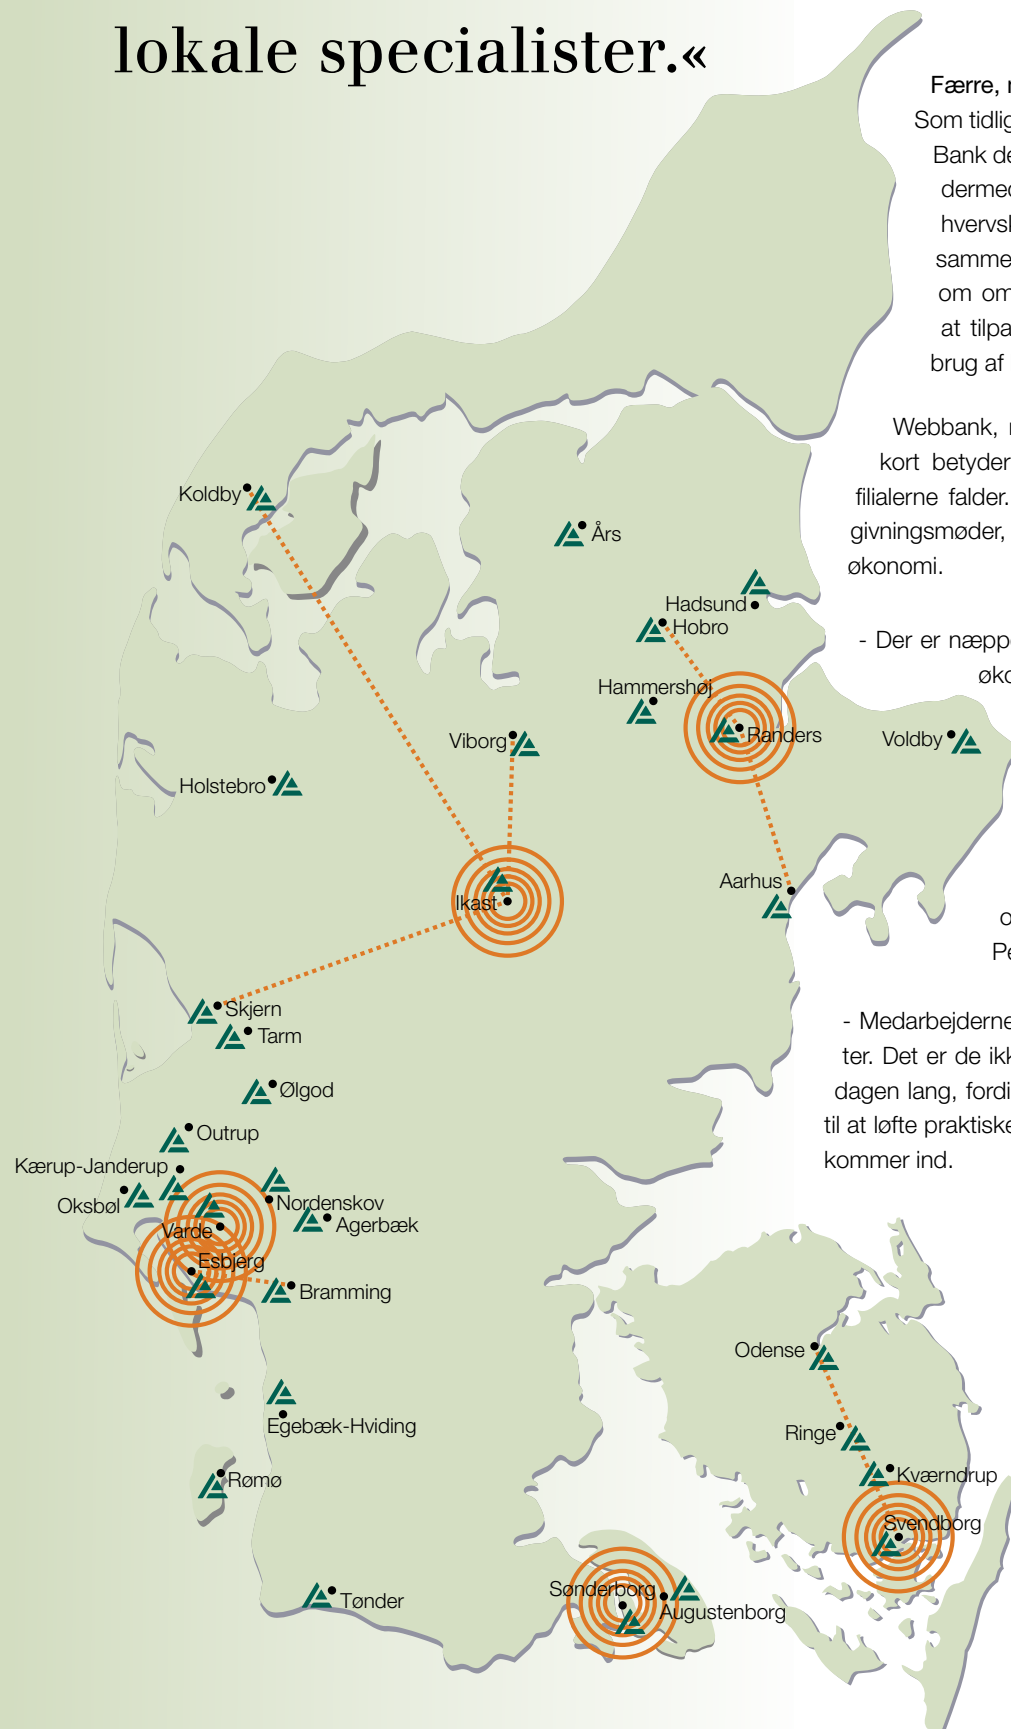 lokale specialister.«
Færre,
Som tidlig
Bank de
dermed
hvervsk
samme
om om
at tilpa
brug af
Webbank,
kort betyder
filialerne falder.
givningsmøder,
økonomi.
- Der er næppe
øko
o
Pe
- Medarbejderne
ter. Det er de ikk
dagen lang, fordi
til at løfte praktiske
kommer ind.
Koldby
Års
Hadsund
Hobro
Hammershøj
Randers
Viborg
Voldby
Holstebro
Aarhus
Ikast
Skjern
Tarm
Ølgod
Outrup
Kærup-Janderup
Oksbøl
Nordenskov
Agerbæk
Varde
Esbjerg
Bramming
Odense
Egebæk-Hviding
Ringe
Rømø
Kværndrup
Svendborg
Sønderborg
Tønder
Augustenborg